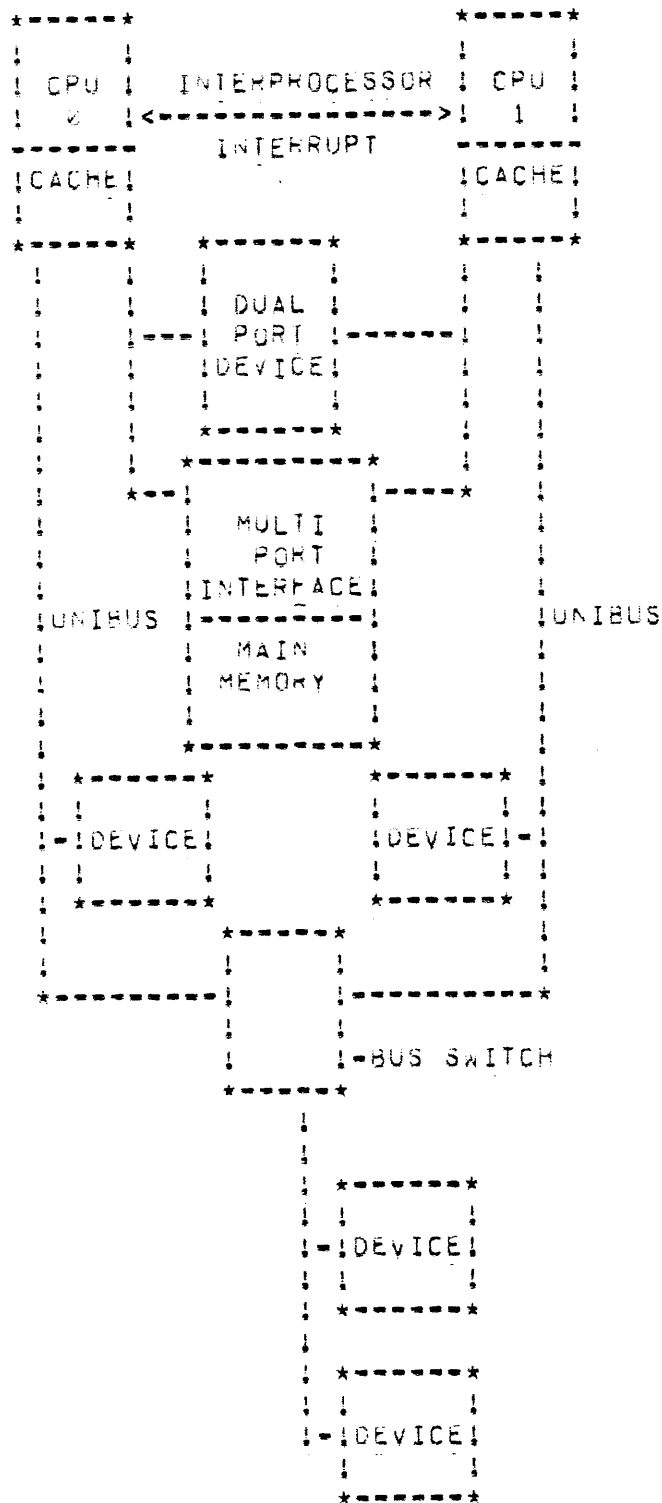 CPU INTERPROCESSOR CPU
0 <-----------------> 1
INTERRUPT
CACHE CACHE
DUAL
PORT
DEVICE
MULTI
PORT
INTERFACE
UNIBUS UNIBUS
MAIN
MEMORY
DEVICE DEVICE
BUS SWITCH
DEVICE
DEVICE